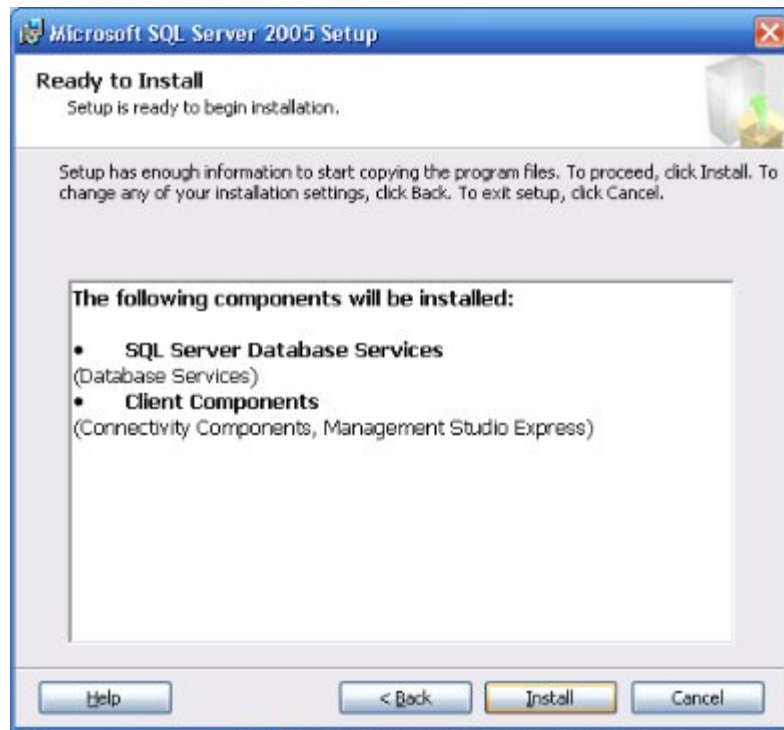 Microsoft SQL Server 2005 Setup
Ready to Install
Setup is ready to begin installation.
Setup has enough information to start copying the program files. To proceed, click Install. To
change any of your installation settings, click Back. To exit setup, click Cancel.
The following components will be installed:
• SQL Server Database Services
(Database Services)
• Client Components
(Connectivity Components, Management Studio Express)
Help < Back Install Cancel